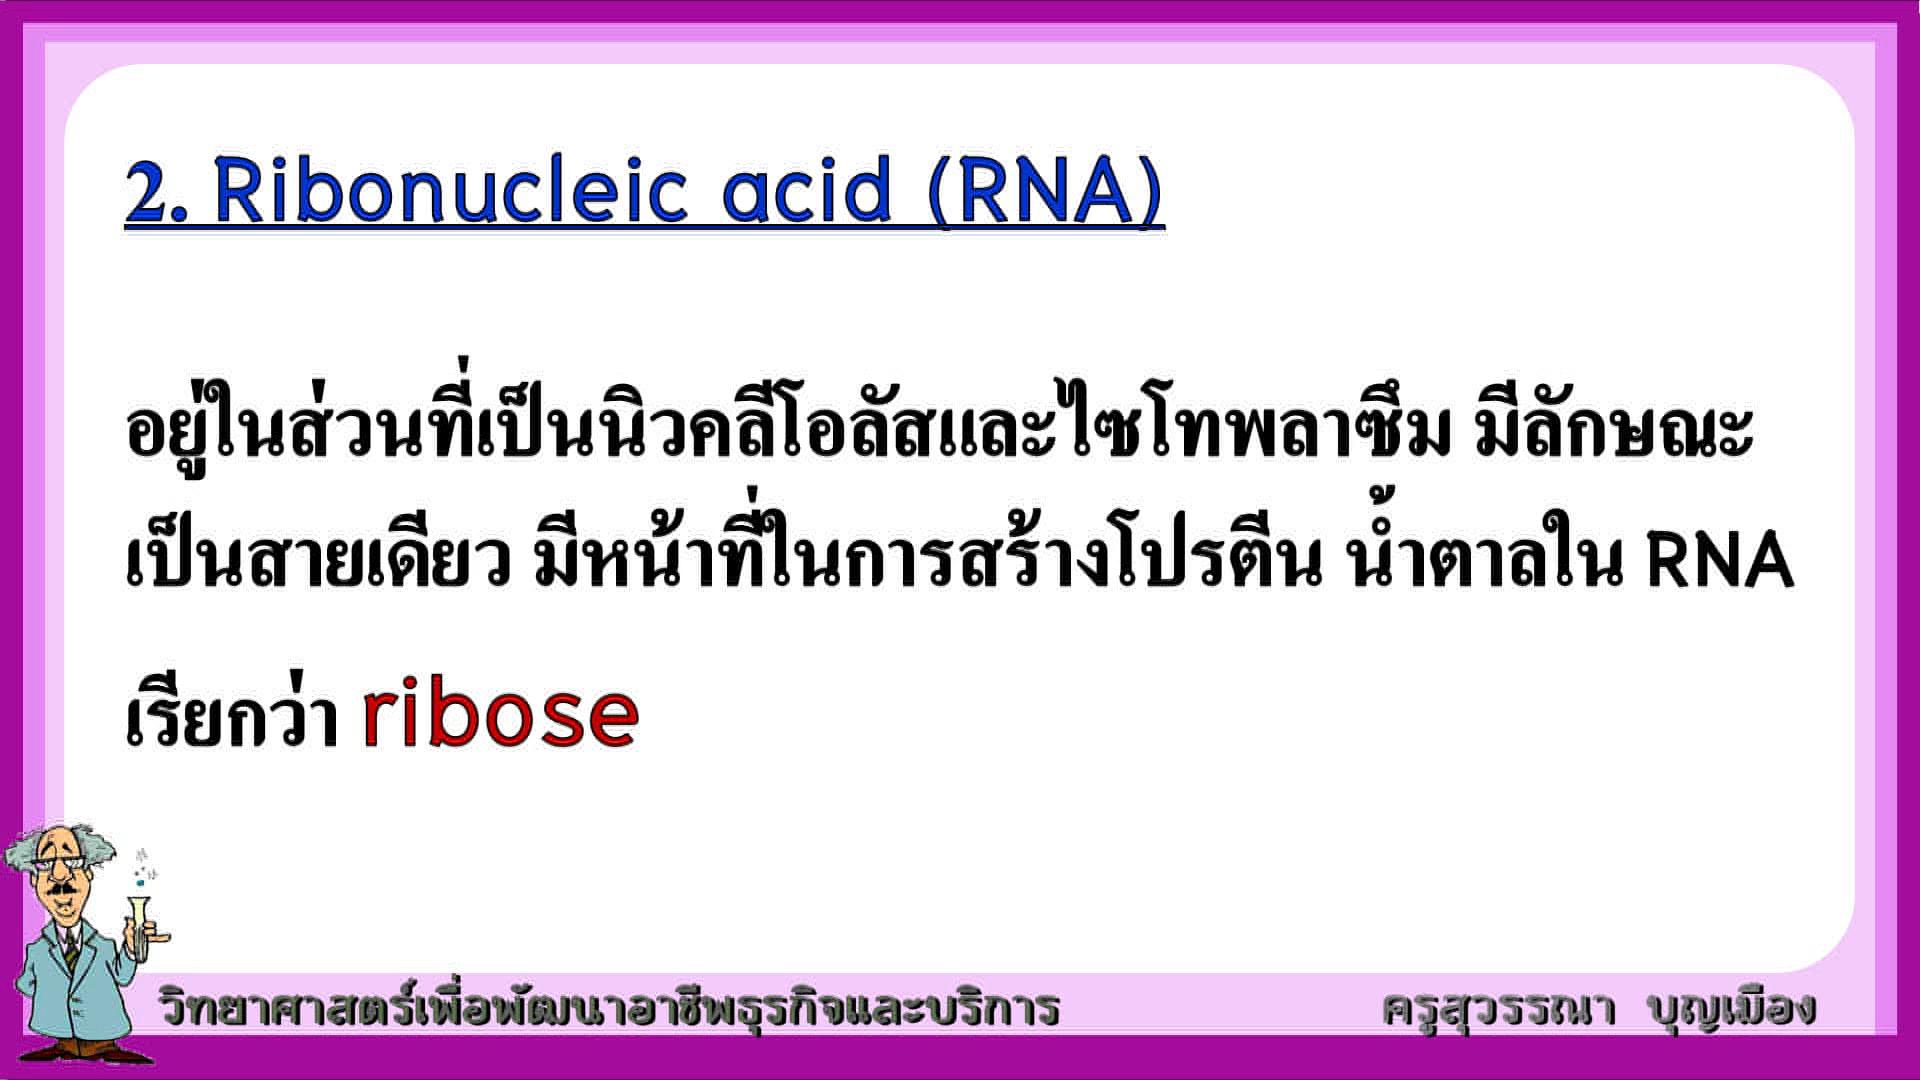 2. Ribonucleic acid (RNA)
อยู่ในส่วนที่เป็นนิวคลีโอลัสและไซโทพลาซึม มีลักษณะ
เป็นสายเดียว มีหน้าที่ในการสร้างโปรตีน น้ำตาลใน RNA
เรียกว่า ribose
วิทยาศาสตร์เพื่อพัฒนาอาชีพธุรกิจและบริการ ครูสุวรรณา บุญเมือง